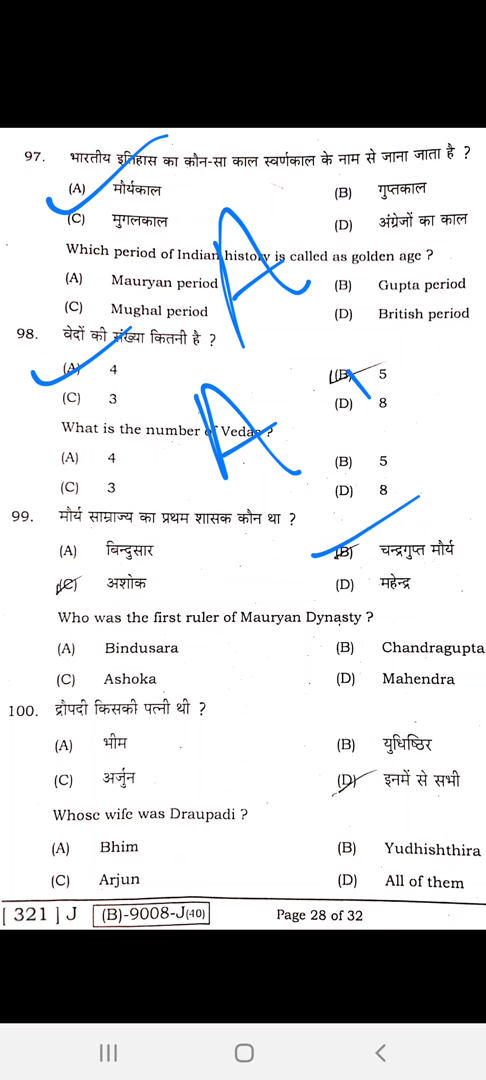 97. भारतीय इतिहास का कौन-सा काल स्वर्णकाल के नाम से जाना जाता है ?
(A) मौर्यकाल (B) गुप्तकाल
(C) मुगलकाल (D) अंग्रेजों का काल
Which period of Indian history is called as golden age ?
(A) Mauryan period (B) Gupta period
(C) Mughal period (D) British period
98. वेदों की संख्या कितनी है ?
(A) 4 (B) 5
(C) 3 (D) 8
What is the number of Vedas ?
(A) 4 (B) 5
(C) 3 (D) 8
99. मौर्य साम्राज्य का प्रथम शासक कौन था ?
(A) बिन्दुसार (B) चन्द्रगुप्त मौर्य
(C) अशोक (D) महेन्द्र
Who was the first ruler of Mauryan Dynasty ?
(A) Bindusara (B) Chandragupta
(C) Ashoka (D) Mahendra
100. द्रौपदी किसकी पत्नी थी ?
(A) भीम (B) युधिष्ठिर
(C) अर्जुन (D) इनमें से सभी
Whose wife was Draupadi ?
(A) Bhim (B) Yudhishthira
(C) Arjun (D) All of them
[ 321 ] J (B)-9008-J(40) Page 28 of 32
A
A